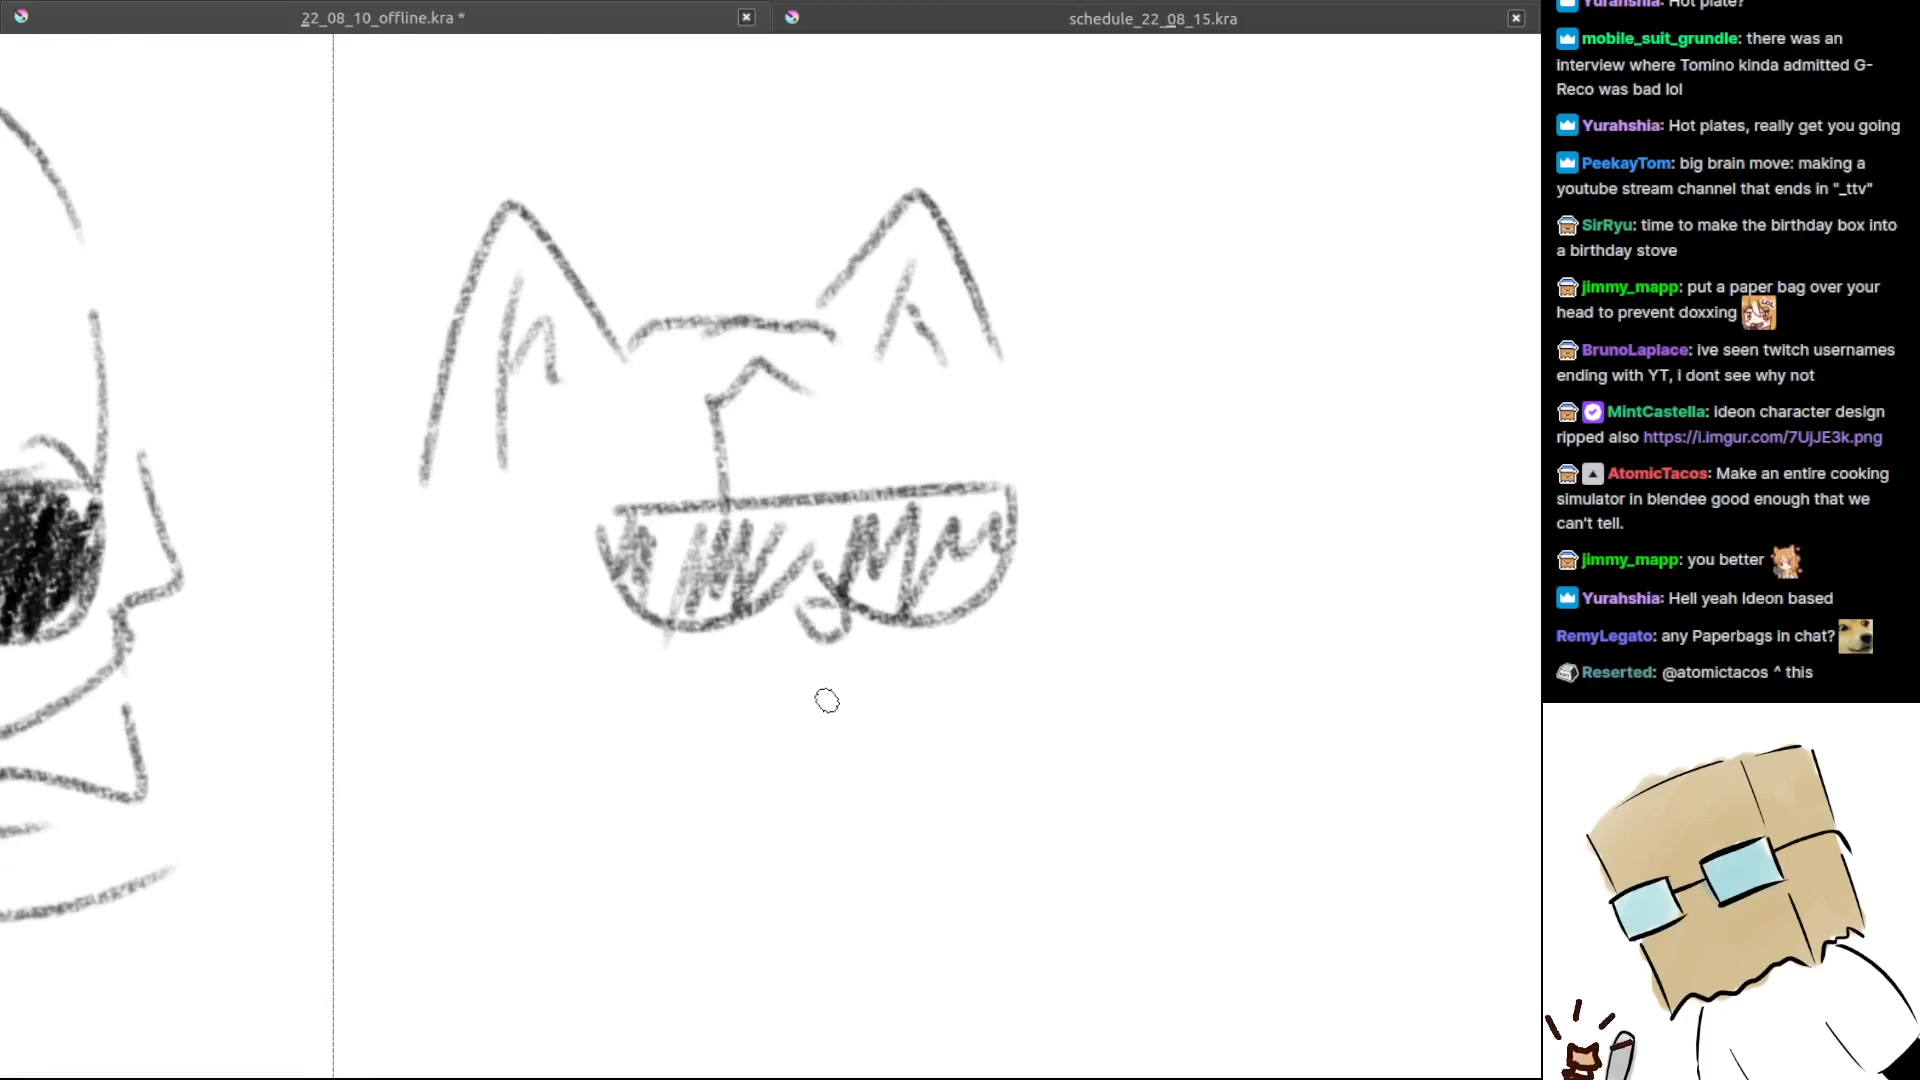 22_08_10_offline.kra *
schedule_22_08_15.kra
Yurahshia: Hot plate?
mobile_suit_grundle: there was an
interview where Tomino kinda admitted G-
Reco was bad lol
Yurahshia: Hot plates, really get you going
PeekayTom: big brain move: making a
youtube stream channel that ends in "_ttv"
SirRyu: time to make the birthday box into
a birthday stove
jimmy_mapp: put a paper bag over your
head to prevent doxxing
BrunoLaplace: ive seen twitch usernames
ending with YT, i dont see why not
MintCastella: ideon character design
ripped also https://i.imgur.com/7UjJE3k.png
AtomicTacos: Make an entire cooking
simulator in blendee good enough that we
can't tell.
jimmy_mapp: you better
Yurahshia: Hell yeah Ideon based
RemyLegato: any Paperbags in chat?
Reserted: @atomictacos ^ this